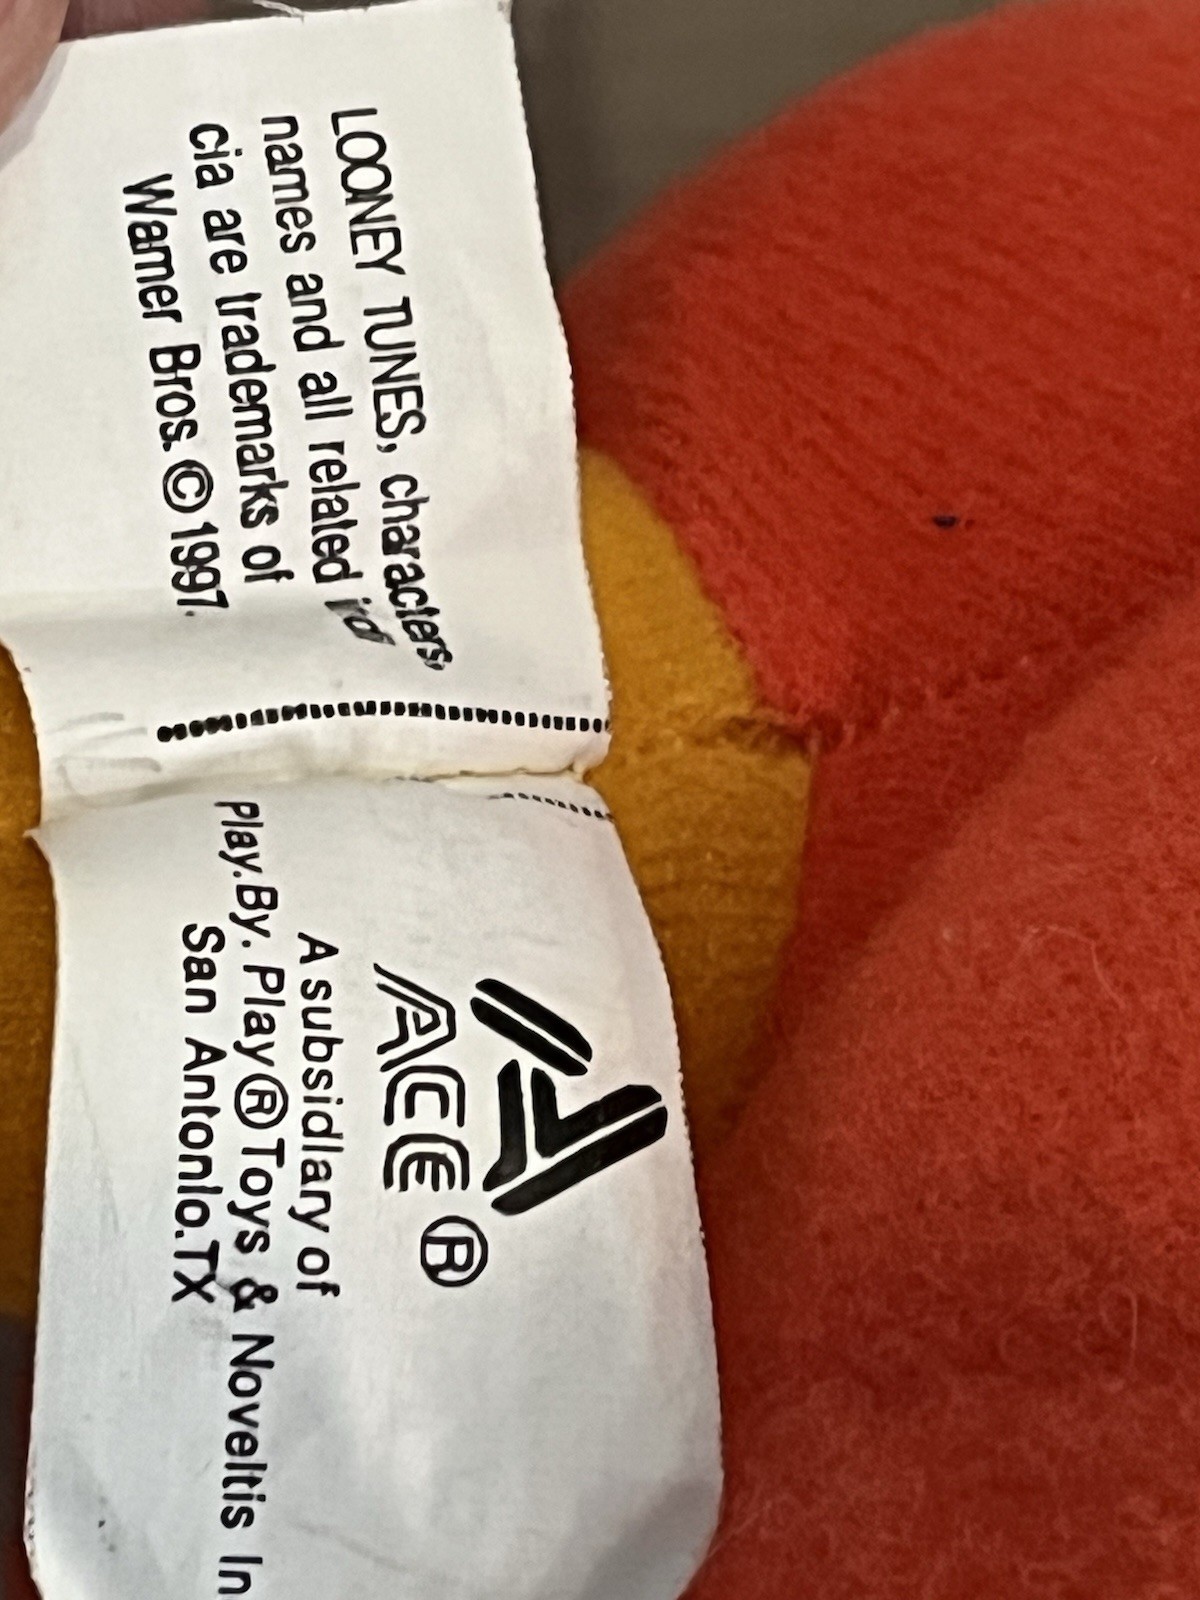 LOONEY TUNES, characters,
names and all related
cia are trademarks of
Warner Bros. © 1997.
ACE ®
A subsidlary of
Play.By. Play® Toys & Noveltis In
San Antonlo.TX